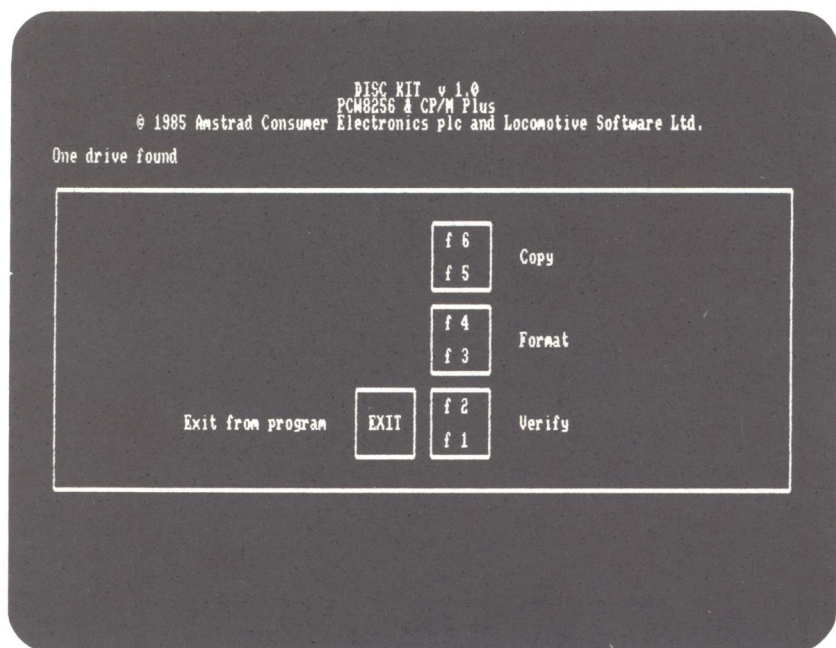 DISC KIT v 1.0
PCW8256 & CP/M Plus
© 1985 Amstrad Consumer Electronics plc and Locomotive Software Ltd.
One drive found
f 6
f 5
Copy
f 4
f 3
Format
Exit from program
EXIT
f 2
f 1
Verify